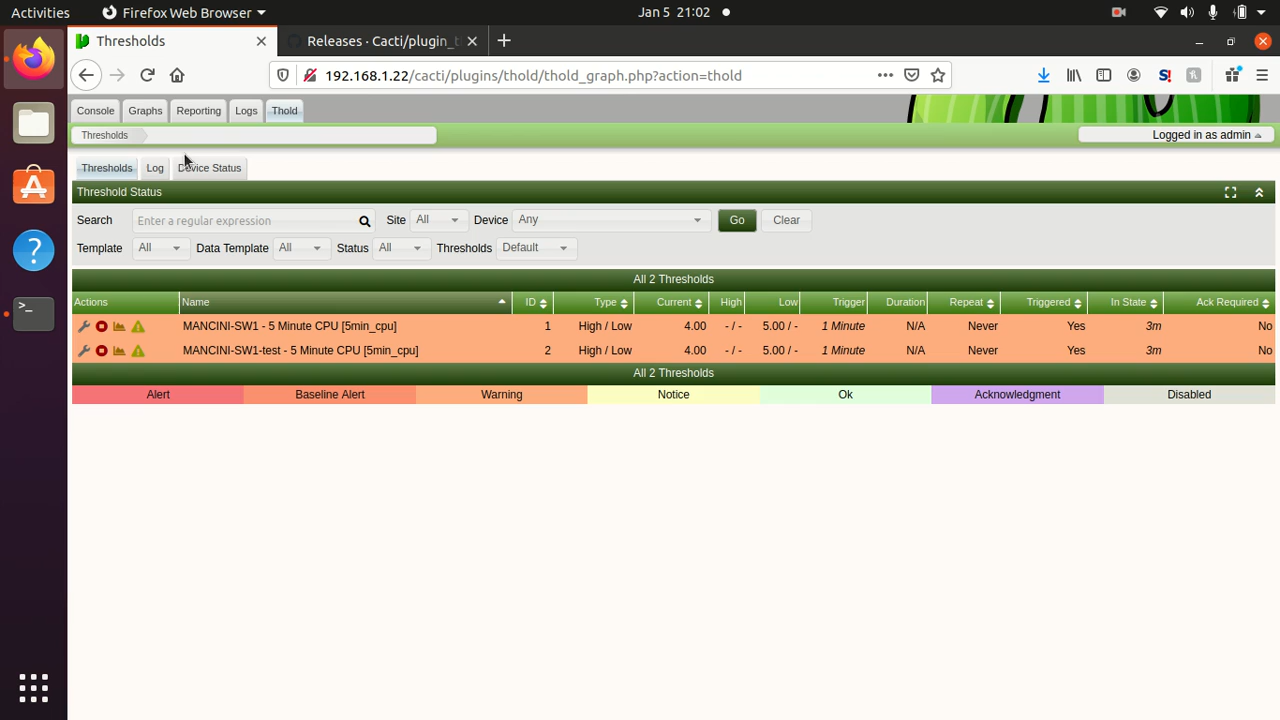 Activities Firefox Web Browser Jan 5 21:02
Thresholds Releases · Cacti/plugin_t
192.168.1.22/cacti/plugins/thold/thold_graph.php?action=thold
Console Graphs Reporting Logs Thold
Thresholds Logged in as admin
Thresholds Log Device Status
Threshold Status
Search Enter a regular expression Site All Device Any Go Clear
Template All Data Template All Status All Thresholds Default
All 2 Thresholds
Actions Name ID Type Current High Low Trigger Duration Repeat Triggered In State Ack Required
MANCINI-SW1 - 5 Minute CPU [5min_cpu] 1 High / Low 4.00 - / - 5.00 / - 1 Minute N/A Never Yes 3m No
MANCINI-SW1-test - 5 Minute CPU [5min_cpu] 2 High / Low 4.00 - / - 5.00 / - 1 Minute N/A Never Yes 3m No
All 2 Thresholds
Alert Baseline Alert Warning Notice Ok Acknowledgment Disabled